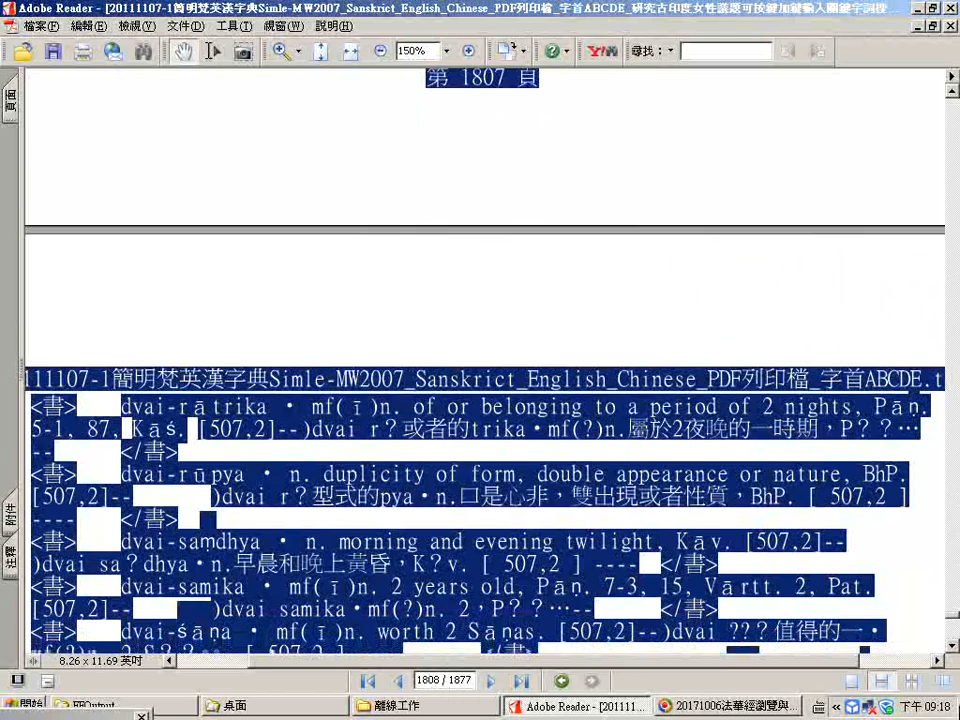 Adobe Reader - [20111107-1簡明梵英漢字典Simle-MW2007_Sanskrict_English_Chinese_PDF列印檔_字首ABCDE_研究古印度女性議題可按鍵加鍵輸入關鍵字詞搜
檔案(F) 編輯(E) 檢視(V) 文件(D) 工具(T) 視窗(W) 說明(H)
150% 尋找:
頁面
第 1807 頁
111107-1簡明梵英漢字典Simle-MW2007_Sanskrict_English_Chinese_PDF列印檔_字首ABCDE.t
<書> dvai-rātrika · mf(ī)n. of or belonging to a period of 2 nights, Pāṇ.
5-1, 87, Kāś. [507,2]--)dvai r?或者的trika·mf(?)n.屬於2夜晚的一時期，P??…
-- </書>
<書> dvai-rūpya · n. duplicity of form, double appearance or nature, BhP.
[507,2]-- )dvai r?型式的pya·n.口是心非，雙出現或者性質，BhP. [ 507,2 ]
---- </書>
附件
<書> dvai-saṃdhya · n. morning and evening twilight, Kāv. [507,2]--
)dvai sa?dhya·n.早晨和晚上黃昏，K?v. [ 507,2 ] ---- </書>
注釋
<書> dvai-samika · mf(ī)n. 2 years old, Pāṇ. 7-3, 15, Vārtt. 2, Pat.
[507,2]-- )dvai samika·mf(?)n. 2，P??…-- </書>
<書> dvai-śāṇa · mf(ī)n. worth 2 Śāṇas. [507,2]--)dvai ???值得的一·
8.26 x 11.69 英吋
1808 / 1877
開始 FFOutput 桌面 離線工作 Adobe Reader - [201111... 20171006法華經瀏覽與... 下午 09:18